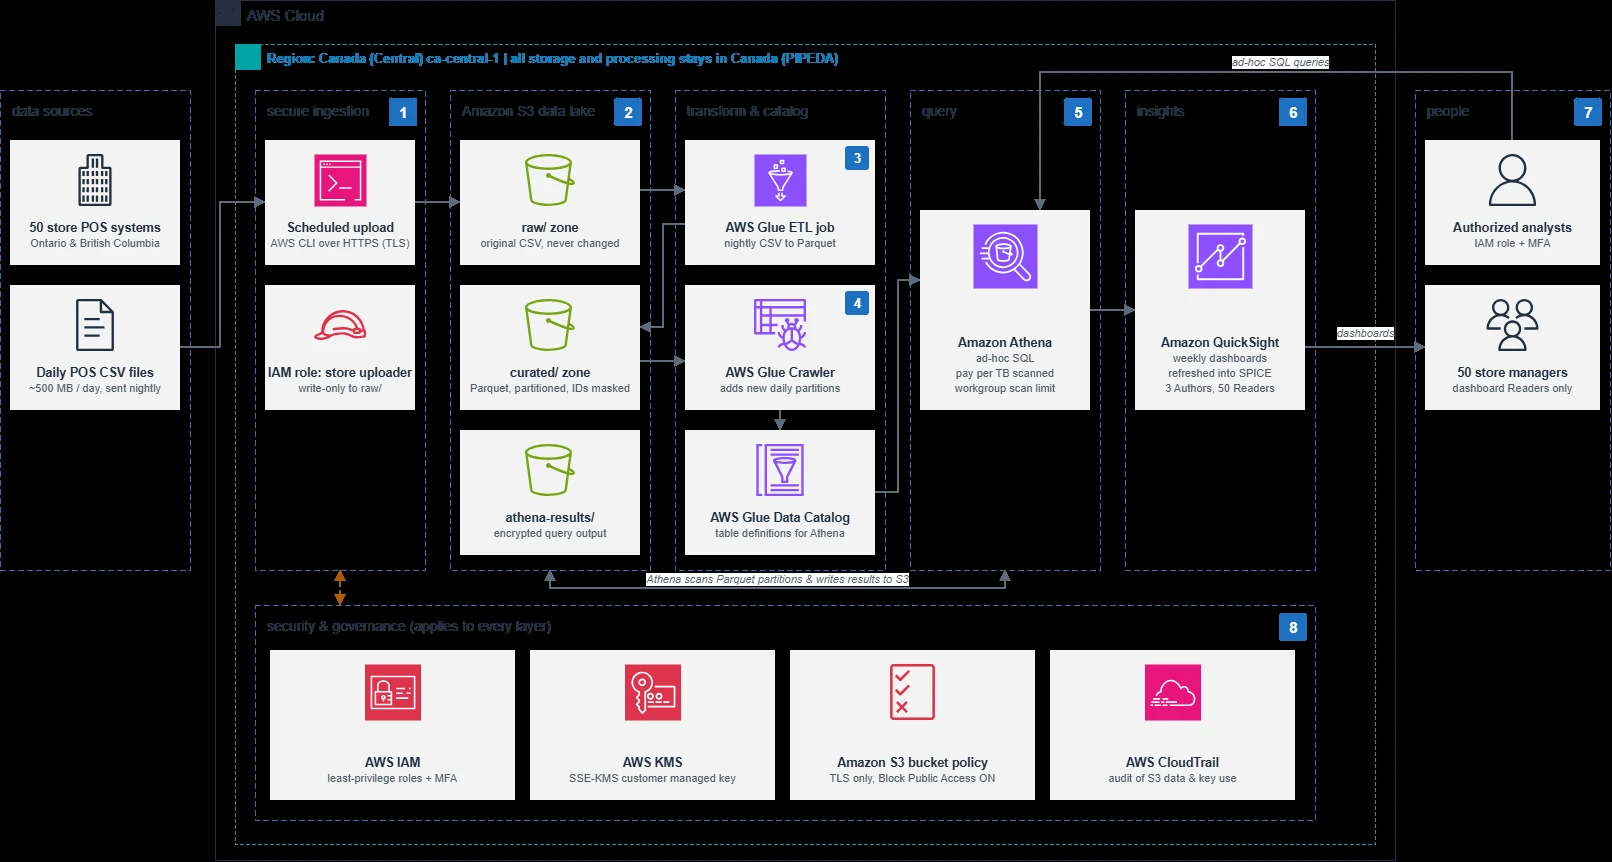 AWS Cloud
Region: Canada (Central) ca-central-1 | all storage and processing stays in Canada (PIPEDA)
ad-hoc SQL queries
data sources
50 store POS systems
Ontario & British Columbia
Daily POS CSV files
~500 MB / day, sent nightly
secure ingestion
1
Scheduled upload
AWS CLI over HTTPS (TLS)
IAM role: store uploader
write-only to raw/
Amazon S3 data lake
2
raw/ zone
original CSV, never changed
curated/ zone
Parquet, partitioned, IDs masked
athena-results/
encrypted query output
transform & catalog
3
AWS Glue ETL job
nightly CSV to Parquet
4
AWS Glue Crawler
adds new daily partitions
AWS Glue Data Catalog
table definitions for Athena
query
5
Amazon Athena
ad-hoc SQL
pay per TB scanned
workgroup scan limit
insights
6
Amazon QuickSight
weekly dashboards
refreshed into SPICE
3 Authors, 50 Readers
dashboards
people
7
Authorized analysts
IAM role + MFA
50 store managers
dashboard Readers only
Athena scans Parquet partitions & writes results to S3
security & governance (applies to every layer)
8
AWS IAM
least-privilege roles + MFA
AWS KMS
SSE-KMS customer managed key
Amazon S3 bucket policy
TLS only, Block Public Access ON
AWS CloudTrail
audit of S3 data & key use